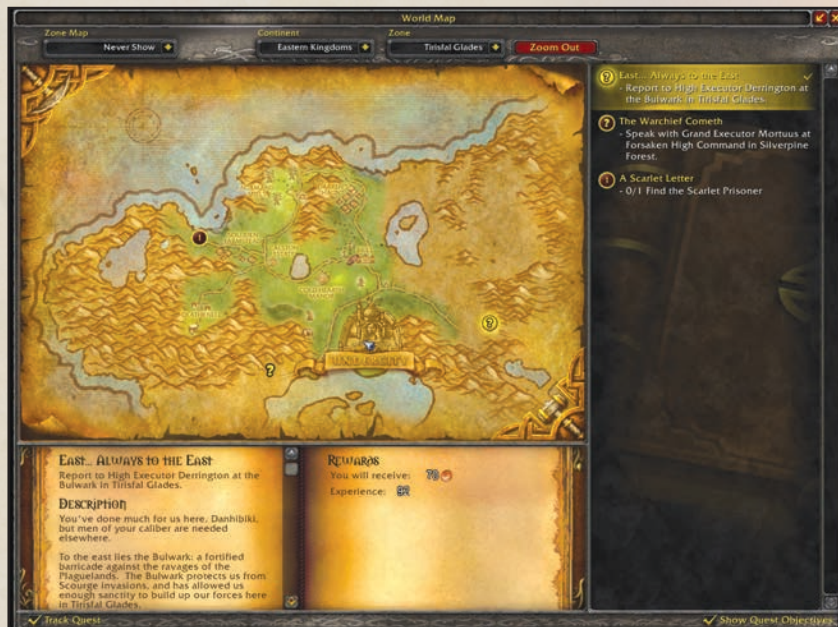 World Map
Zone Map
Continent
Zone
Never Show
Eastern Kingdoms
Tirisfal Glades
Zoom Out
East... Always to the East
- Report to High Executor Derrington at
the Bulwark in Tirisfal Glades.
The Warchief Cometh
- Speak with Grand Executor Mortuus at
Forsaken High Command in Silverpine
Forest.
1 A Scarlet Letter
- 0/1 Find the Scarlet Prisoner
1
?
?
East... Always to the East
Report to High Executor Derrington at the
Bulwark in Tirisfal Glades.
Description
You've done much for us here, Danhibiki,
but men of your caliber are needed
elsewhere.
To the east lies the Bulwark: a fortified
barricade against the ravages of the
Plaguelands. The Bulwark protects us from
Scourge invasions, and has allowed us
enough sanctity to build up our forces here
in Tirisfal Glades.
Rewards
You will receive: 70
Experience:
Track Quest
Show Quest Objectives